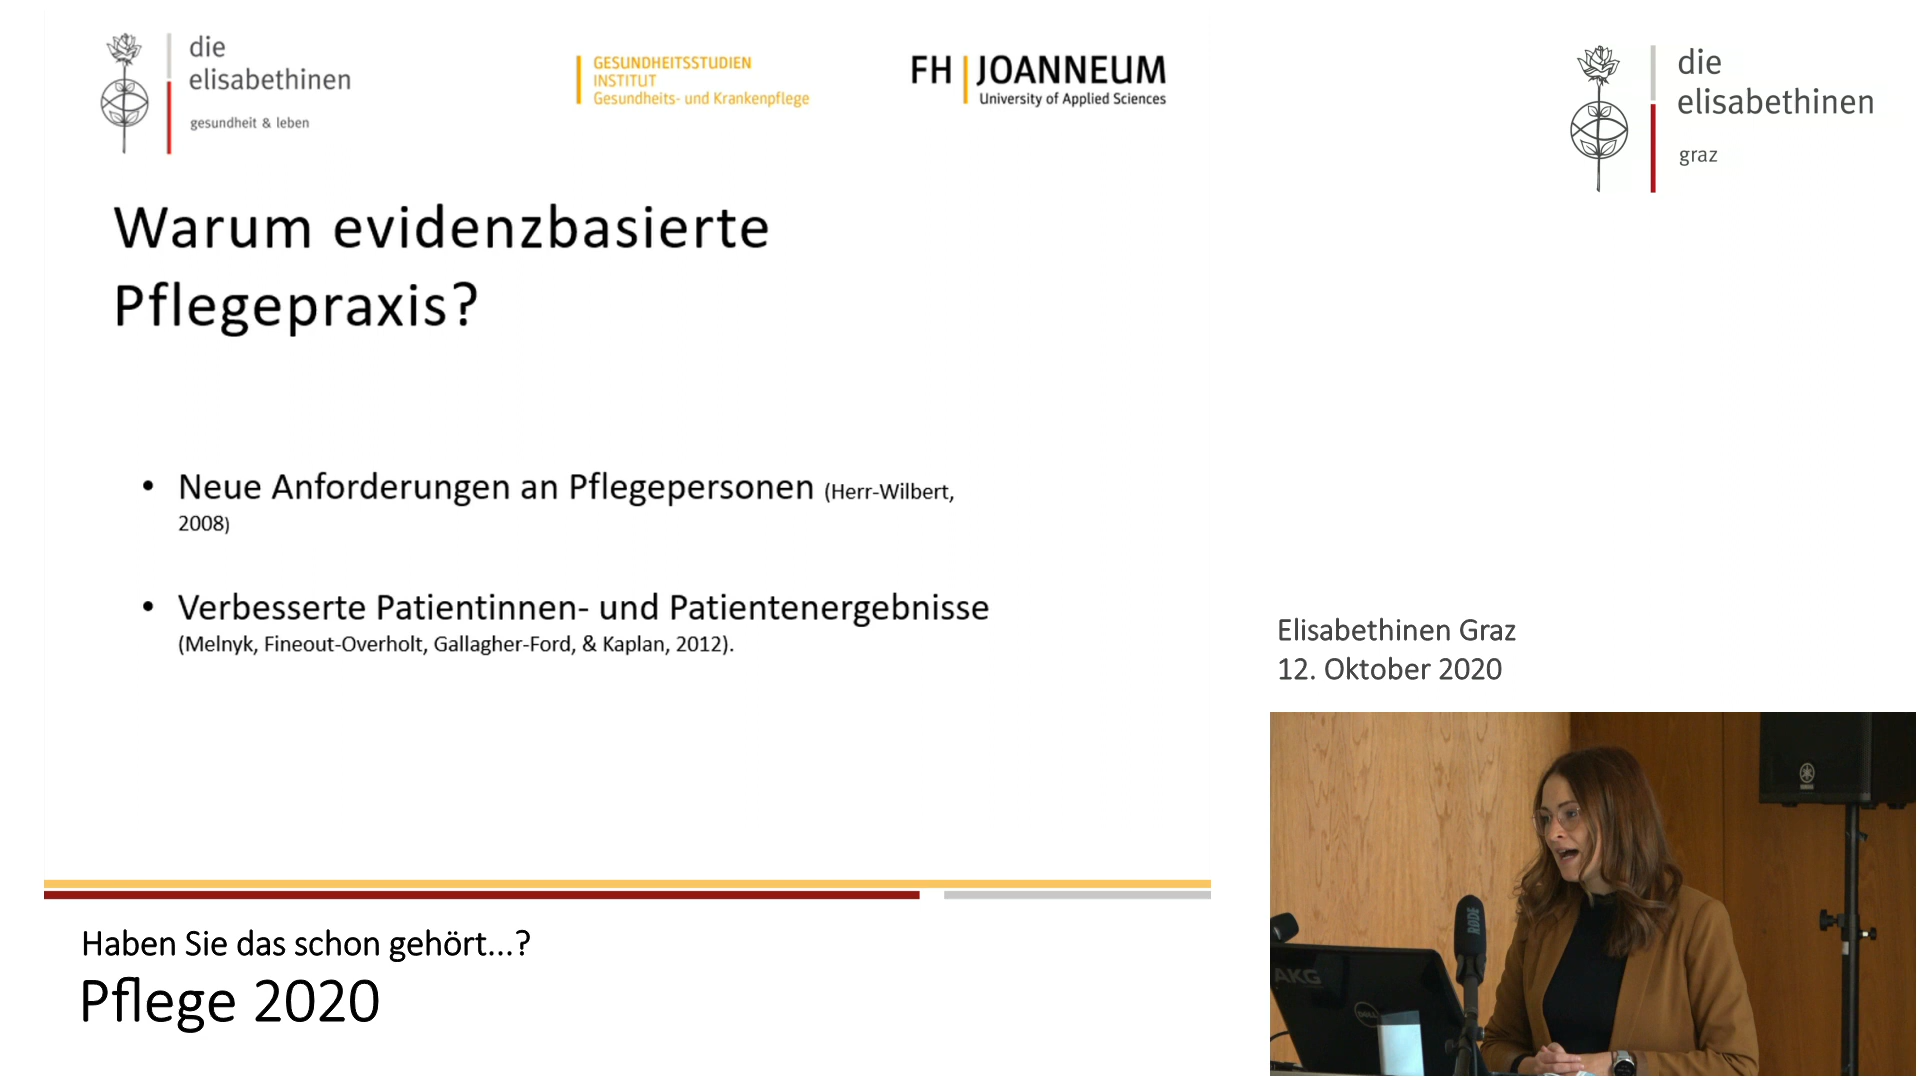 die
elisabethinen
gesundheit & leben
GESUNDHEITSSTUDIEN
INSTITUT
Gesundheits- und Krankenpflege
FH JOANNEUM
University of Applied Sciences
die
elisabethinen
graz
Warum evidenzbasierte
Pflegepraxis?
• Neue Anforderungen an Pflegepersonen (Herr-Wilbert,
2008)
• Verbesserte Patientinnen- und Patientenergebnisse
(Melnyk, Fineout-Overholt, Gallagher-Ford, & Kaplan, 2012).
Elisabethinen Graz
12. Oktober 2020
RØDE
AKG
DELL
Haben Sie das schon gehört...?
Pflege 2020